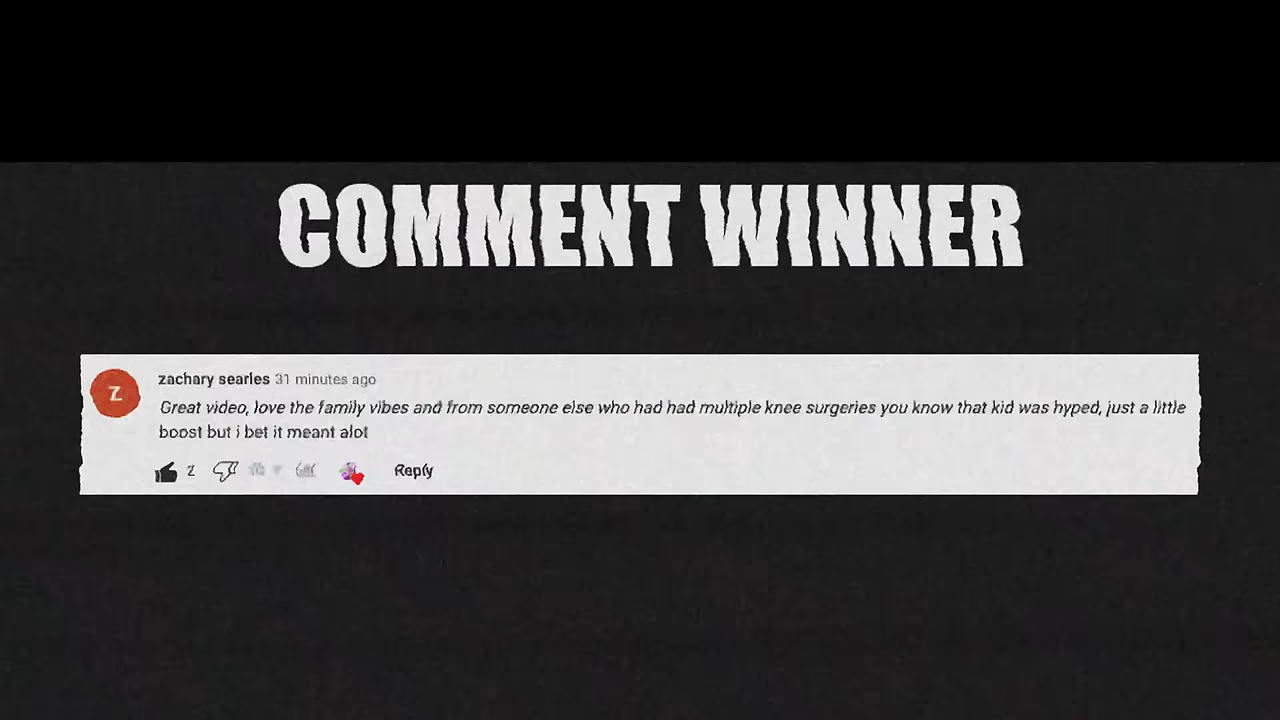 COMMENT WINNER
Z
zachary searles 31 minutes ago
Great video, love the family vibes and from someone else who had had multiple knee surgeries you know that kid was hyped, just a little
boost but i bet it meant alot
2 Reply